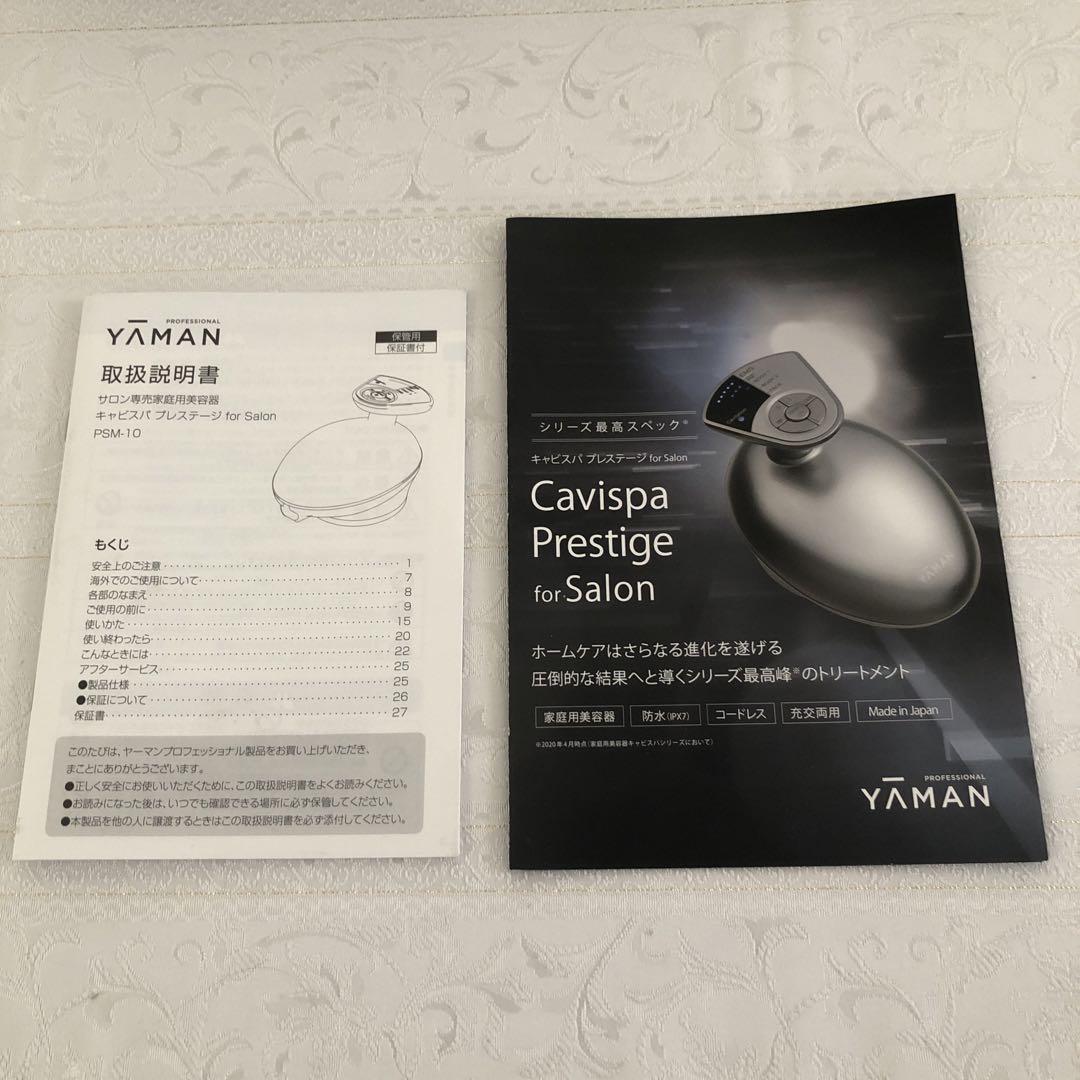 PROFESSIONAL
YAMAN
保管用
保証書付
取扱説明書
サロン専売家庭用美容器
キャビスパ プレステージ for Salon
PSM-10
もくじ
安全上のご注意 1
海外でのご使用について 7
各部のなまえ 8
ご使用の前に 9
使いかた 15
使い終わったら 20
こんなときには 22
アフターサービス 25
●製品仕様 25
●保証について 26
保証書 27
このたびは、ヤーマンプロフェッショナル製品をお買い上げいただき、
まことにありがとうございます。
●正しく安全にお使いいただくために、この取扱説明書をよくお読みください。
●お読みになった後は、いつでも確認できる場所に必ず保管してください。
●本製品を他の人に譲渡するときはこの取扱説明書を必ず添付してください。
シリーズ最高スペック※
キャビスパ プレステージ for Salon
Cavispa
Prestige
for Salon
YAMAN
ホームケアはさらなる進化を遂げる
圧倒的な結果へと導くシリーズ最高峰※のトリートメント
家庭用美容器 防水(IPX7) コードレス 充交両用 Made in Japan
※2020年4月時点(家庭用美容器キャビスパシリーズにおいて)
PROFESSIONAL
YAMAN